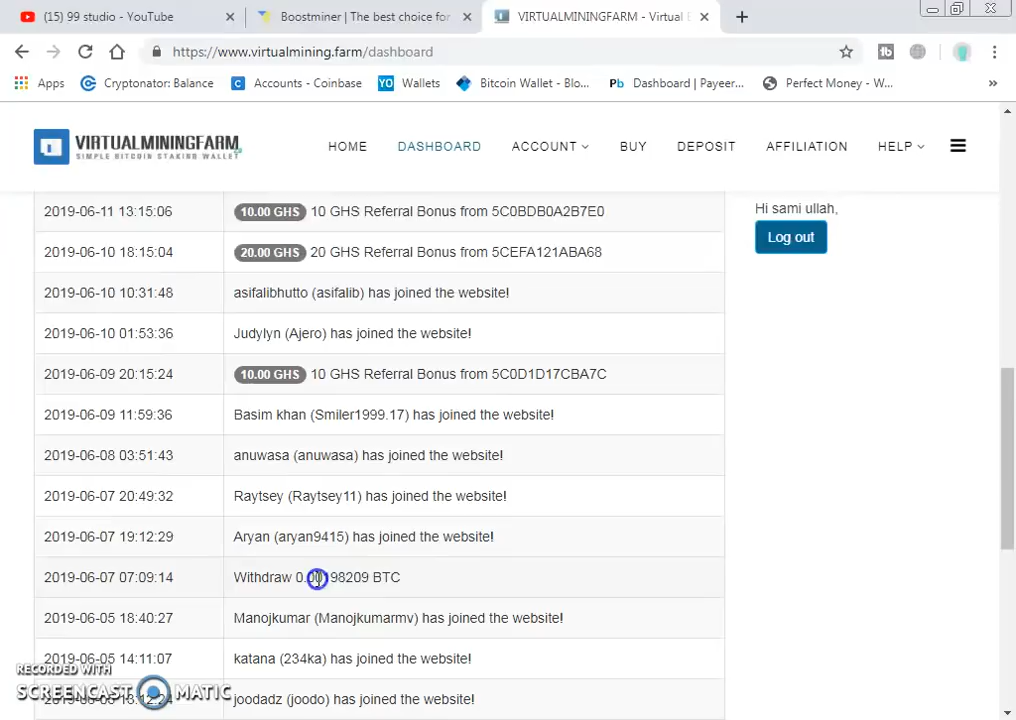 (15) 99 studio - YouTube
Boostminer | The best choice for
VIRTUALMININGFARM - Virtual
https://www.virtualmining.farm/dashboard
Apps
Cryptonator: Balance
Accounts - Coinbase
YO Wallets
Bitcoin Wallet - Blo...
Pb Dashboard | Payeer...
Perfect Money - W...
»
VIRTUALMININGFARM
SIMPLE BITCOIN STAKING WALLET
HOME
DASHBOARD
ACCOUNT
BUY
DEPOSIT
AFFILIATION
HELP
2019-06-11 13:15:06 10.00 GHS 10 GHS Referral Bonus from 5C0BDB0A2B7E0
Hi sami ullah,
Log out
2019-06-10 18:15:04 20.00 GHS 20 GHS Referral Bonus from 5CEFA121ABA68
2019-06-10 10:31:48 asifalibhutto (asifalib) has joined the website!
2019-06-10 01:53:36 Judylyn (Ajero) has joined the website!
2019-06-09 20:15:24 10.00 GHS 10 GHS Referral Bonus from 5C0D1D17CBA7C
2019-06-09 11:59:36 Basim khan (Smiler1999.17) has joined the website!
2019-06-08 03:51:43 anuwasa (anuwasa) has joined the website!
2019-06-07 20:49:32 Raytsey (Raytsey11) has joined the website!
2019-06-07 19:12:29 Aryan (aryan9415) has joined the website!
2019-06-07 07:09:14 Withdraw 0.00198209 BTC
2019-06-05 18:40:27 Manojkumar (Manojkumarmv) has joined the website!
2019-06-05 14:11:07 katana (234ka) has joined the website!
joodadz (joodo) has joined the website!
RECORDED WITH
SCREENCAST MATIC